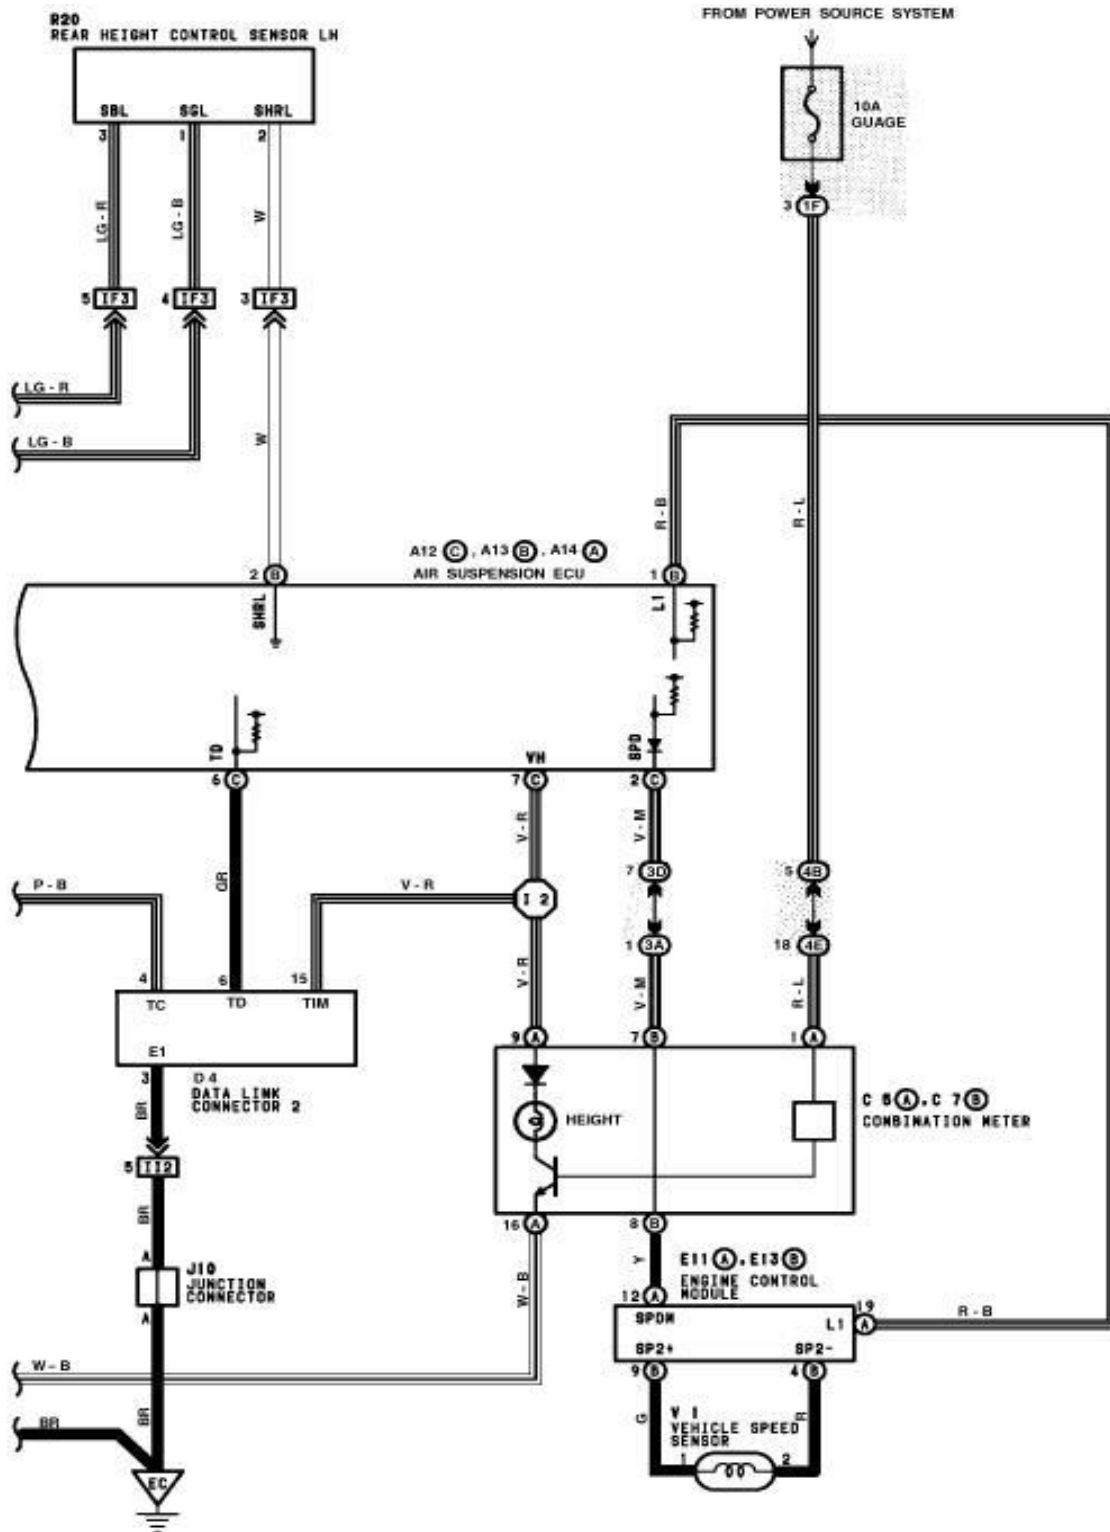 FROM POWER SOURCE SYSTEM
R20
REAR HEIGHT CONTROL SENSOR LH
SBL SGL SHRL
3 1 2
10A
GUAGE
3 1F
LG-R
LG-B
W
5 IF3
4 IF3
3 IF3
LG - R
LG - B
W
R - B
R - L
A12 C , A13 B , A14 A
AIR SUSPENSION ECU
2 B
1 B
SHRL
L1
TD
VH
SPD
6 C
7 C
2 C
V - R
V - M
GR
7 3D
5 4B
P - B
V - R
I 2
1 3A
18 4E
V - R
V - M
R - L
4 6 15
TC TD TIM
E1
3
D 4
DATA LINK
CONNECTOR 2
9 A
7 B
1 A
HEIGHT
C 6 A , C 7 B
COMBINATION METER
BR
5 II2
BR
16 A
8 B
A
J10
JUNCTION
CONNECTOR
A
W - B
Y
E11 A , E13 B
ENGINE CONTROL
MODULE
12 A
SPDM
L1
19
A
R - B
SP2+ SP2-
9 B
4 B
W - B
BR
BR
G
R
V 1
VEHICLE SPEED
SENSOR
1 2
EC